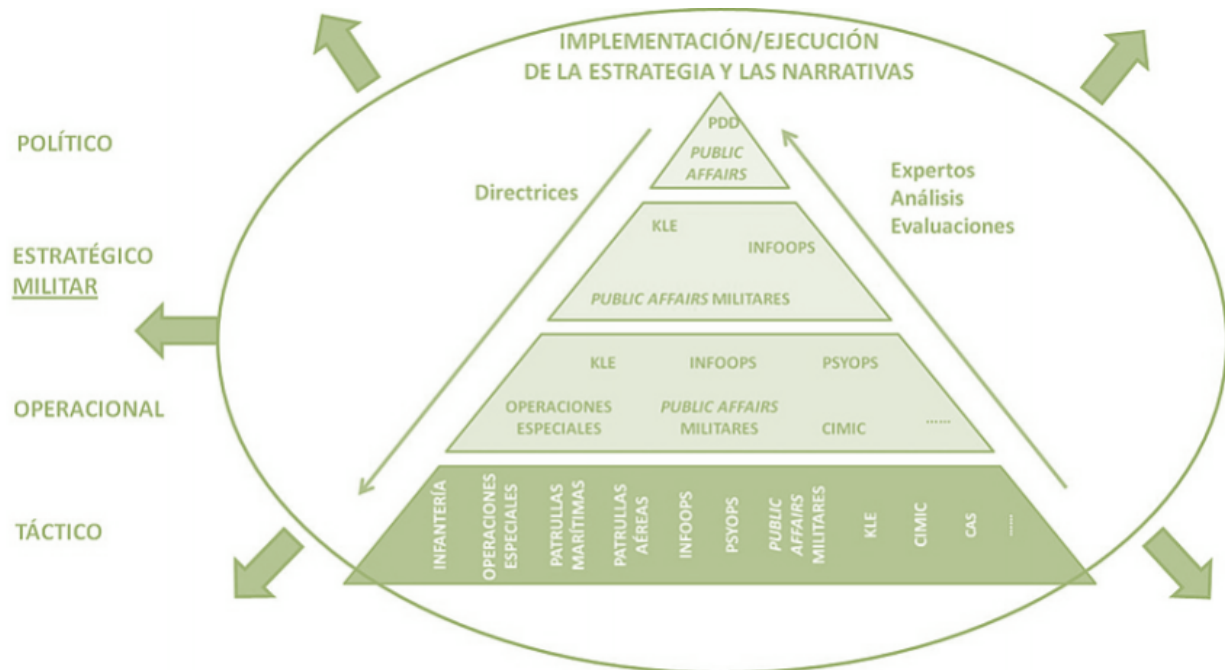 IMPLEMENTACIÓN/EJECUCIÓN
DE LA ESTRATEGIA Y LAS NARRATIVAS
POLÍTICO
PDD
PUBLIC
AFFAIRS
Directrices
Expertos
Análisis
Evaluaciones
ESTRATÉGICO
MILITAR
KLE
INFOOPS
PUBLIC AFFAIRS MILITARES
OPERACIONAL
KLE
INFOOPS
PSYOPS
OPERACIONES
ESPECIALES
PUBLIC AFFAIRS
MILITARES
CIMIC
......
TÁCTICO
INFANTERÍA
OPERACIONES
ESPECIALES
PATRULLAS
MARÍTIMAS
PATRULLAS
AÉREAS
INFOOPS
PSYOPS
PUBLIC
AFFAIRS
MILITARES
KLE
CIMIC
CAS
......